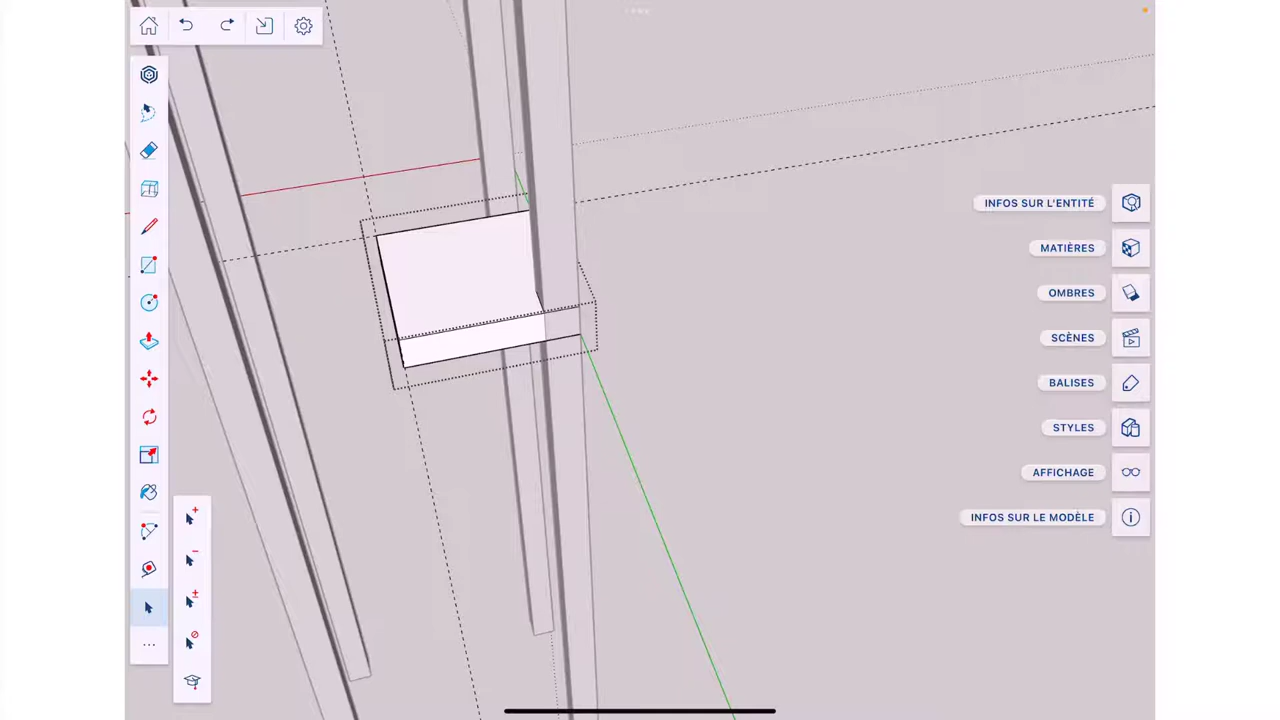 INFOS SUR L'ENTITÉ
MATIÈRES
OMBRES
SCÈNES
BALISES
STYLES
AFFICHAGE
INFOS SUR LE MODÈLE